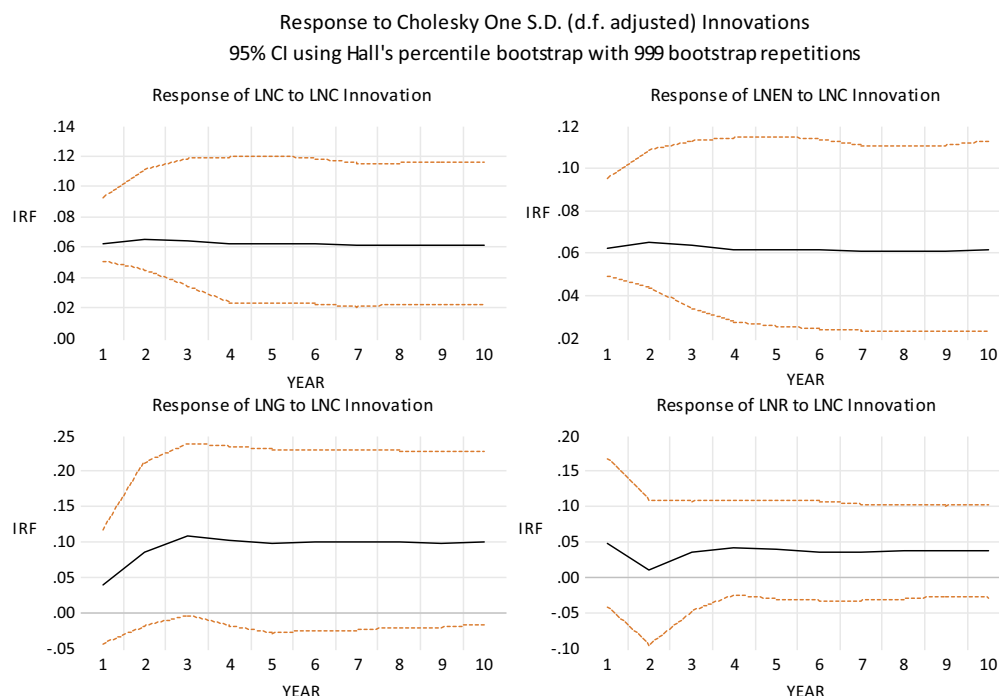 Response to Cholesky One S.D. (d.f. adjusted) Innovations
95% CI using Hall's percentile bootstrap with 999 bootstrap repetitions
Response of LNC to LNC Innovation
.14
.12
.10
.08
.06
.04
.02
.00
IRF
1 2 3 4 5 6 7 8 9 10
YEAR
Response of LNEN to LNC Innovation
.12
.10
.08
.06
.04
.02
IRF
1 2 3 4 5 6 7 8 9 10
YEAR
Response of LNG to LNC Innovation
.25
.20
.15
.10
.05
.00
-.05
IRF
1 2 3 4 5 6 7 8 9 10
YEAR
Response of LNR to LNC Innovation
.20
.15
.10
.05
.00
-.05
-.10
IRF
1 2 3 4 5 6 7 8 9 10
YEAR